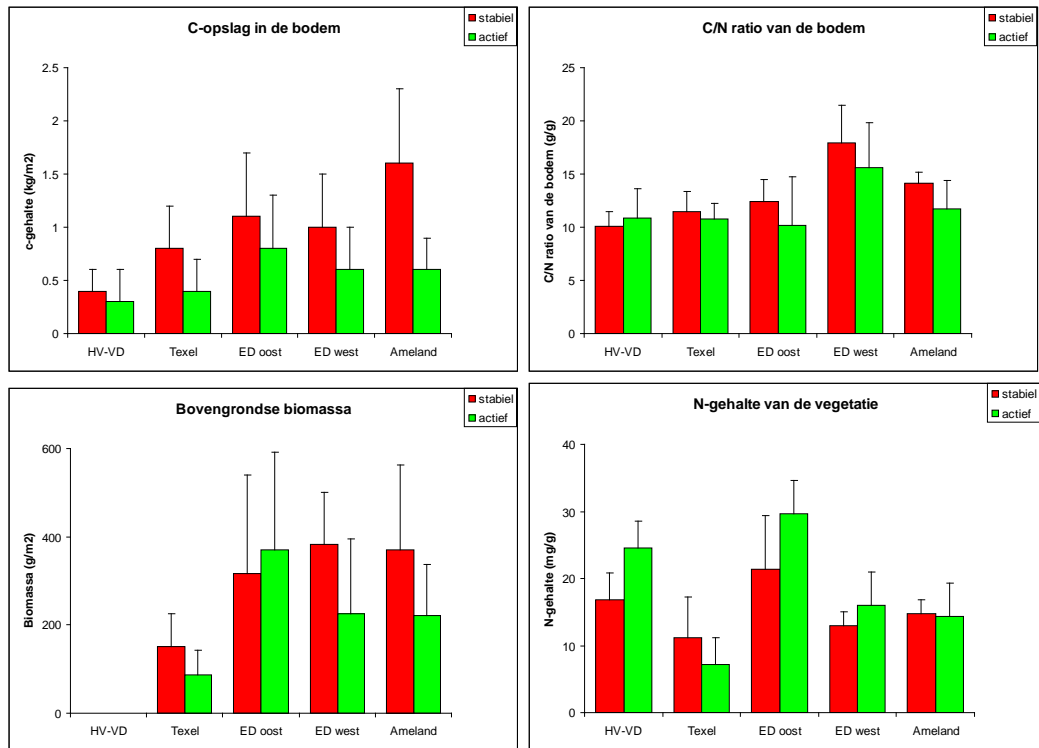 C-opslag in de bodem
stabiel
actief
c-gehalte (kg/m2)
2.5
2
1.5
1
0.5
0
HV-VD Texel ED oost ED west Ameland
C/N ratio van de bodem
stabiel
actief
C/N ratio van de bodem (g/g)
25
20
15
10
5
0
HV-VD Texel ED oost ED west Ameland
Bovengrondse biomassa
stabiel
actief
Biomassa (g/m2)
600
400
200
0
HV-VD Texel ED oost ED west Ameland
N-gehalte van de vegetatie
stabiel
actief
N-gehalte (mg/g)
40
30
20
10
0
HV-VD Texel ED oost ED west Ameland